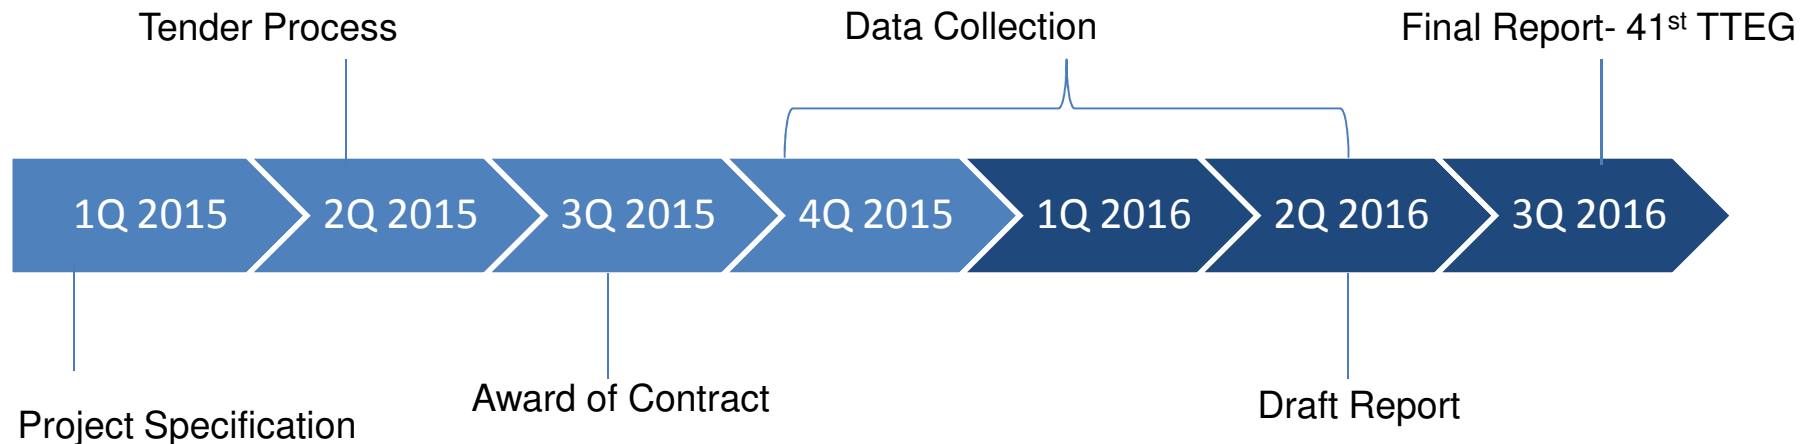 Tender Process
Data Collection
Final Report- 41st TTEG
1Q 2015
2Q 2015
3Q 2015
4Q 2015
1Q 2016
2Q 2016
3Q 2016
Project Specification
Award of Contract
Draft Report